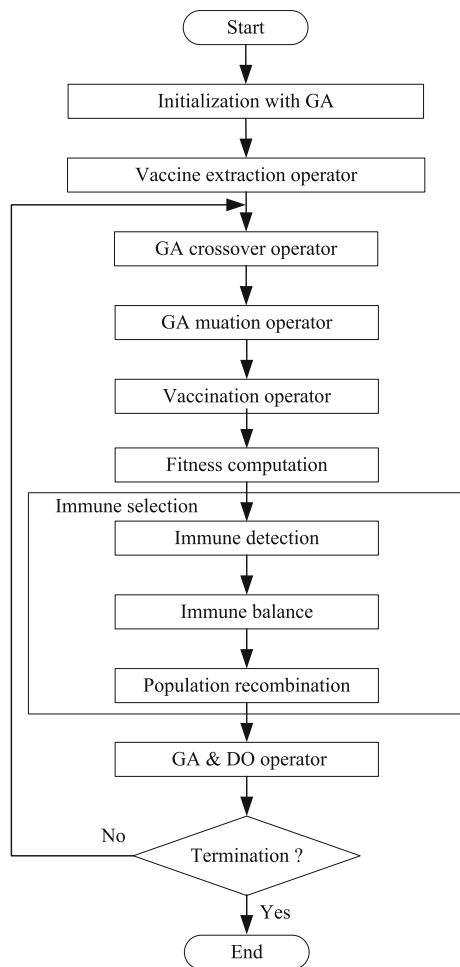 Start
Initialization with GA
Vaccine extraction operator
GA crossover operator
GA muation operator
Vaccination operator
Fitness computation
Immune selection
Immune detection
Immune balance
Population recombination
GA & DO operator
No
Termination ?
Yes
End